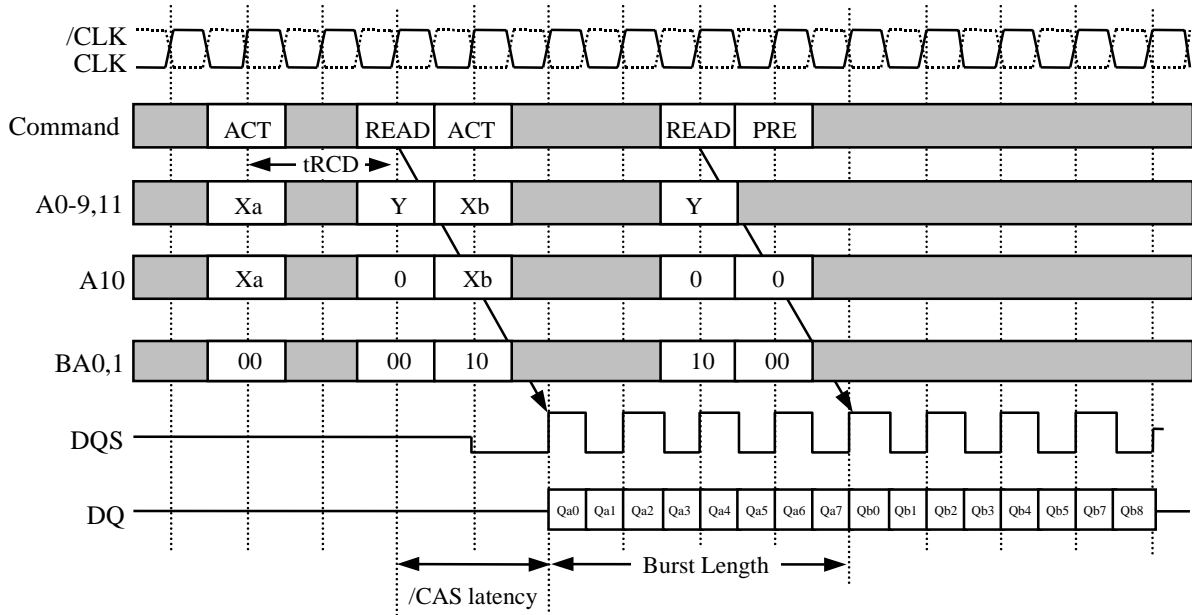 /CLK
CLK
Command ACT READ ACT READ PRE
tRCD
A0-9,11 Xa Y Xb Y
A10 Xa 0 Xb 0 0
BA0,1 00 00 10 10 00
DQS
DQ Qa0 Qa1 Qa2 Qa3 Qa4 Qa5 Qa6 Qa7 Qb0 Qb1 Qb2 Qb3 Qb4 Qb5 Qb7 Qb8
Burst Length
/CAS latency